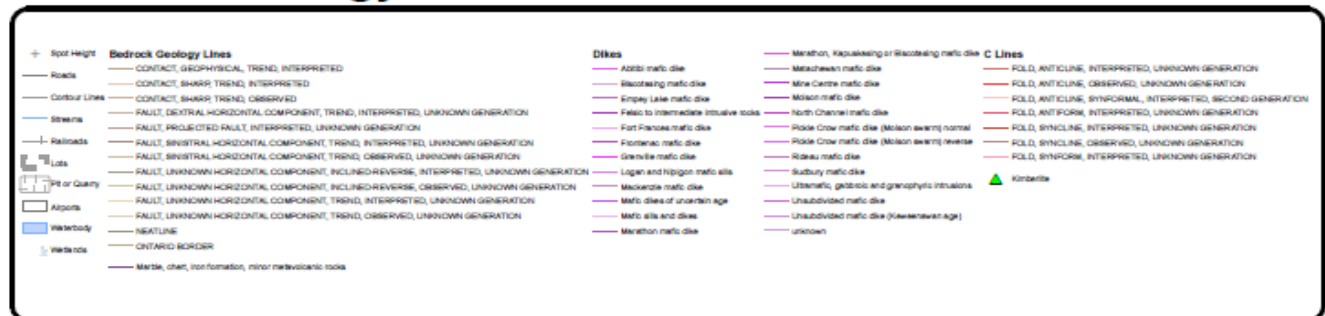 Spot Height
Roads
Contour Lines
Streams
Railroads
Lots
Pit or Quarry
Airports
Waterbody
Wetlands
Bedrock Geology Lines
CONTACT, GEOPHYSICAL, TREND, INTERPRETED
CONTACT, SHARP, TREND, INTERPRETED
CONTACT, SHARP, TREND, OBSERVED
FAULT, DEXTRAL HORIZONTAL COMPONENT, TREND, INTERPRETED, UNKNOWN GENERATION
FAULT, PROJECTED FAULT, INTERPRETED, UNKNOWN GENERATION
FAULT, SINISTRAL HORIZONTAL COMPONENT, TREND, INTERPRETED, UNKNOWN GENERATION
FAULT, SINISTRAL HORIZONTAL COMPONENT, TREND, OBSERVED, UNKNOWN GENERATION
FAULT, UNKNOWN HORIZONTAL COMPONENT, INCLINED-REVERSE, INTERPRETED, UNKNOWN GENERATION
FAULT, UNKNOWN HORIZONTAL COMPONENT, INCLINED-REVERSE, OBSERVED, UNKNOWN GENERATION
FAULT, UNKNOWN HORIZONTAL COMPONENT, TREND, INTERPRETED, UNKNOWN GENERATION
FAULT, UNKNOWN HORIZONTAL COMPONENT, TREND, OBSERVED, UNKNOWN GENERATION
NEATLINE
ONTARIO BORDER
Marble, chert, iron formation, minor metavolcanic rocks
Dikes
Abitibi mafic dike
Biscotasing mafic dike
Empey Lake mafic dike
Felsic to intermediate intrusive rocks
Fort Frances mafic dike
Frontenac mafic dike
Grenville mafic dike
Logan and Nipigon mafic sills
Mackenzie mafic dike
Mafic dikes of uncertain age
Mafic sills and dikes
Marathon mafic dike
Marathon, Kapuskasing or Biscotasing mafic dike
Matachewan mafic dike
Mine Centre mafic dike
Molson mafic dike
North Channel mafic dike
Pickle Crow mafic dike (Molson swarm) normal
Pickle Crow mafic dike (Molson swarm) reverse
Rideau mafic dike
Sudbury mafic dike
Ultramafic, gabbroic and granophyric intrusions
Unsubdivided mafic dike
Unsubdivided mafic dike (Keweenawan age)
unknown
C Lines
FOLD, ANTICLINE, INTERPRETED, UNKNOWN GENERATION
FOLD, ANTICLINE, OBSERVED, UNKNOWN GENERATION
FOLD, ANTICLINE, SYNFORMAL, INTERPRETED, SECOND GENERATION
FOLD, ANTIFORM, INTERPRETED, UNKNOWN GENERATION
FOLD, SYNCLINE, INTERPRETED, UNKNOWN GENERATION
FOLD, SYNCLINE, OBSERVED, UNKNOWN GENERATION
FOLD, SYNFORM, INTERPRETED, UNKNOWN GENERATION
Kimberlite